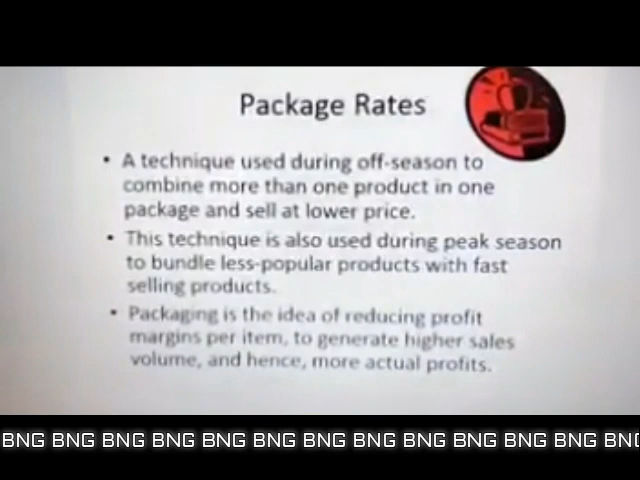 Package Rates
• A technique used during off-season to
combine more than one product in one
package and sell at lower price.
• This technique is also used during peak season
to bundle less-popular products with fast
selling products.
• Packaging is the idea of reducing profit
margins per item, to generate higher sales
volume, and hence, more actual profits.
BNG BNG BNG BNG BNG BNG BNG BNG BNG BNG BNG BNG BNG